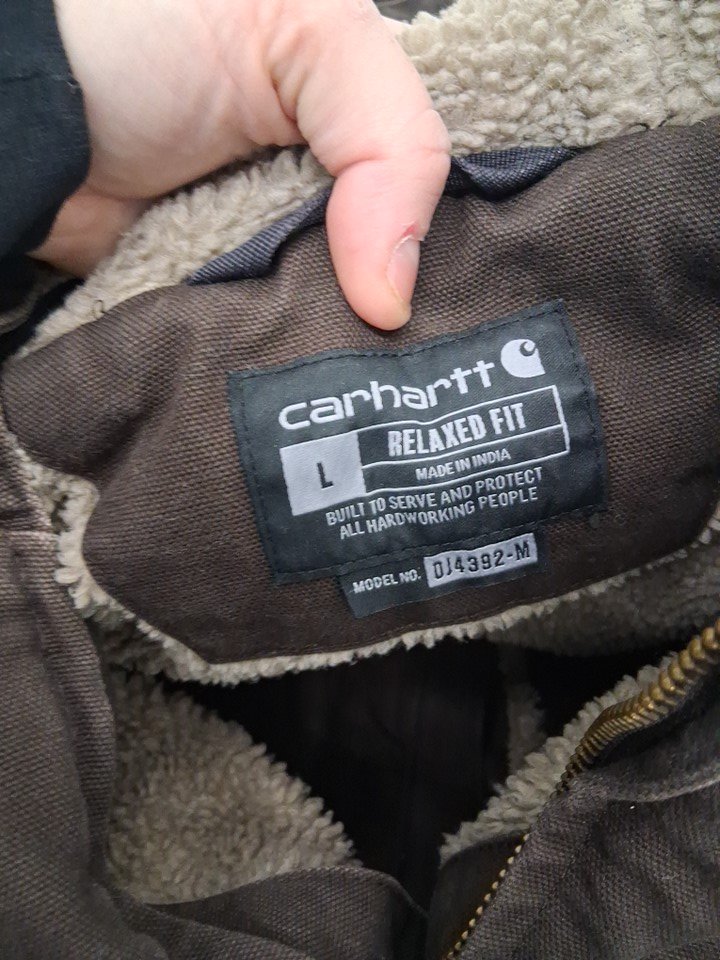 carhartt
RELAXED FIT
L
MADE IN INDIA
BUILT TO SERVE AND PROTECT
ALL HARDWORKING PEOPLE
MODEL NO. OJ4392-M